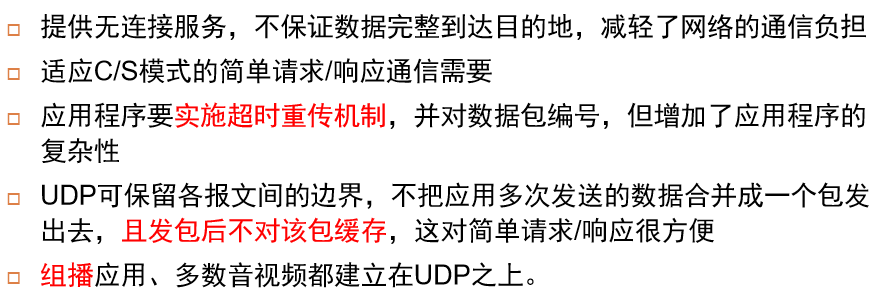 提供无连接服务，不保证数据完整到达目的地，减轻了网络的通信负担
适应C/S模式的简单请求/响应通信需要
应用程序要实施超时重传机制，并对数据包编号，但增加了应用程序的
复杂性
UDP可保留各报文间的边界，不把应用多次发送的数据合并成一个包发
出去，且发包后不对该包缓存，这对简单请求/响应很方便
组播应用、多数音视频都建立在UDP之上。